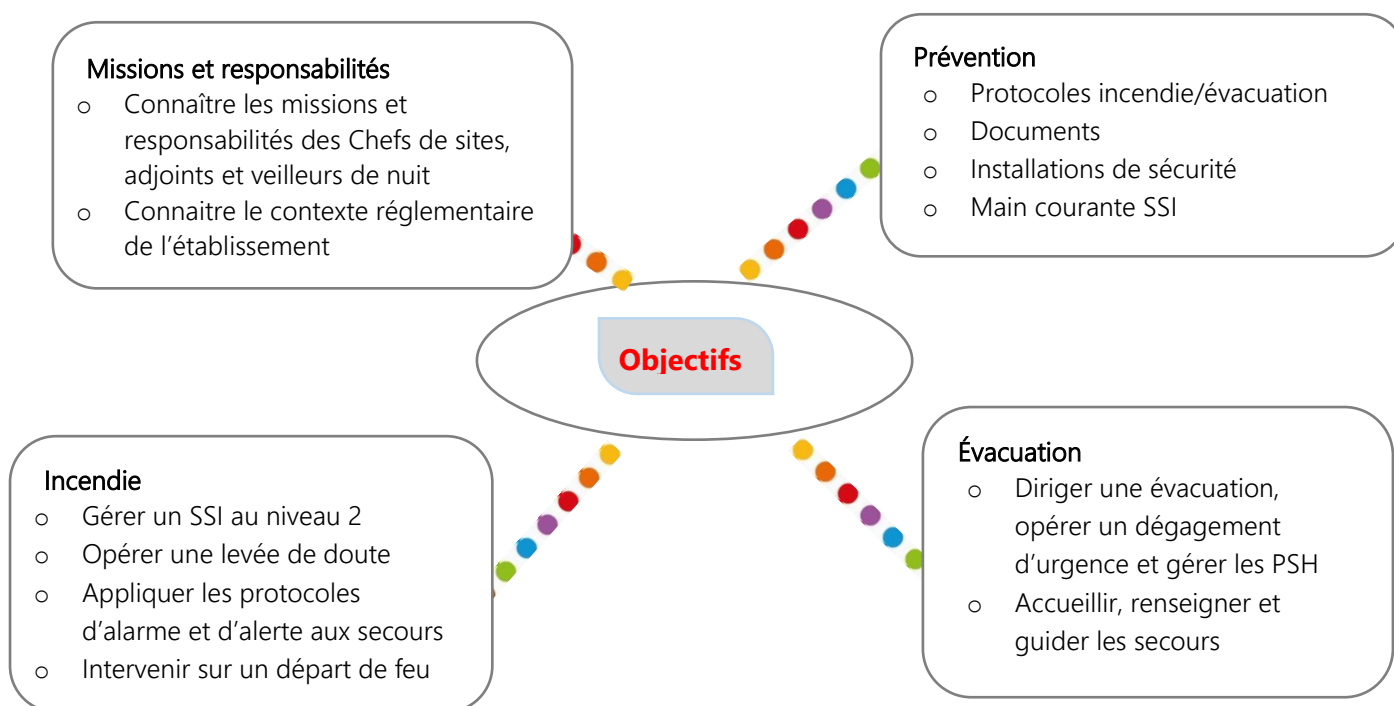 Missions et responsabilités
o Connaître les missions et
responsabilités des Chefs de sites,
adjoints et veilleurs de nuit
o Connaitre le contexte réglementaire
de l'établissement
Prévention
o Protocoles incendie/évacuation
o Documents
o Installations de sécurité
o Main courante SSI
Objectifs
Incendie
o Gérer un SSI au niveau 2
o Opérer une levée de doute
o Appliquer les protocoles
d'alarme et d'alerte aux secours
o Intervenir sur un départ de feu
Évacuation
o Diriger une évacuation,
opérer un dégagement
d'urgence et gérer les PSH
o Accueillir, renseigner et
guider les secours